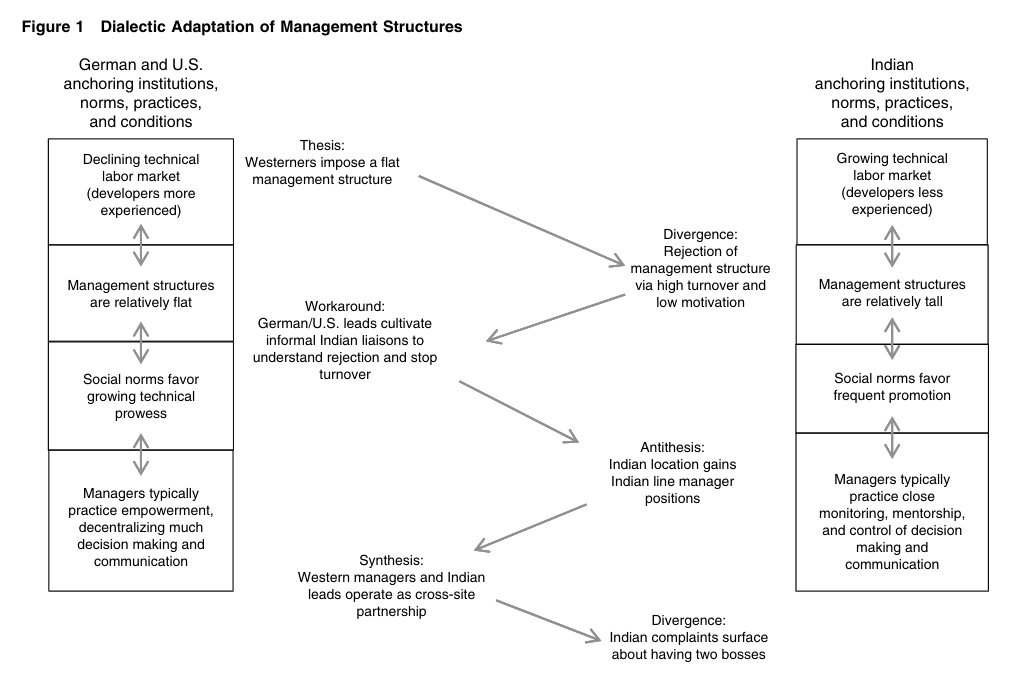 Figure 1 Dialectic Adaptation of Management Structures
German and U.S.
anchoring institutions,
norms, practices,
and conditions
Declining technical
labor market
(developers more
experienced)
Management structures
are relatively flat
Social norms favor
growing technical
prowess
Managers typically
practice empowerment,
decentralizing much
decision making and
communication
Thesis:
Westerners impose a flat
management structure
Divergence:
Rejection of
management structure
via high turnover and
low motivation
Workaround:
German/U.S. leads cultivate
informal Indian liaisons to
understand rejection and stop
turnover
Antithesis:
Indian location gains
Indian line manager
positions
Synthesis:
Western managers and Indian
leads operate as cross-site
partnership
Divergence:
Indian complaints surface
about having two bosses
Indian
anchoring institutions,
norms, practices,
and conditions
Growing technical
labor market
(developers less
experienced)
Management structures
are relatively tall
Social norms favor
frequent promotion
Managers typically
practice close
monitoring, mentorship,
and control of decision
making and
communication